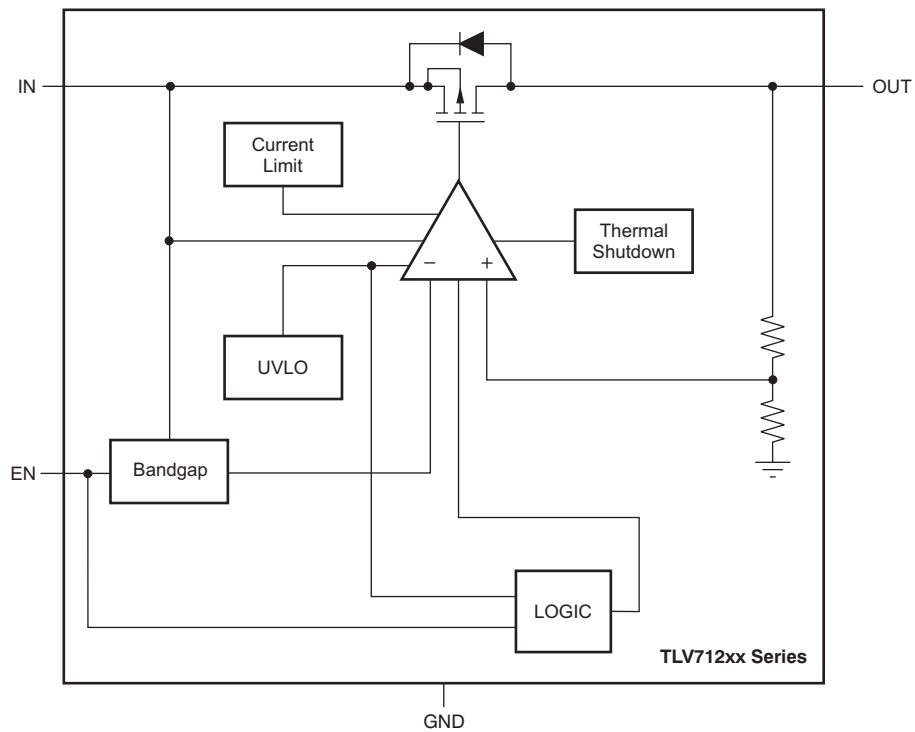 IN
OUT
Current
Limit
Thermal
Shutdown
−
+
UVLO
EN
Bandgap
LOGIC
TLV712xx Series
GND